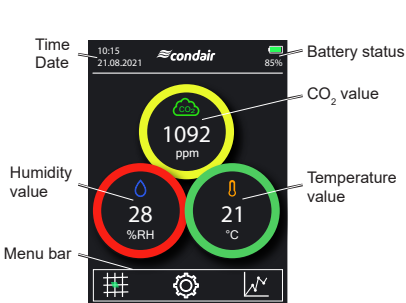 Time
Date
10:15
21.08.2021
condair
85%
Battery status
CO2
CO2 value
1092
ppm
Humidity
value
28
%RH
21
°C
Temperature
value
Menu bar